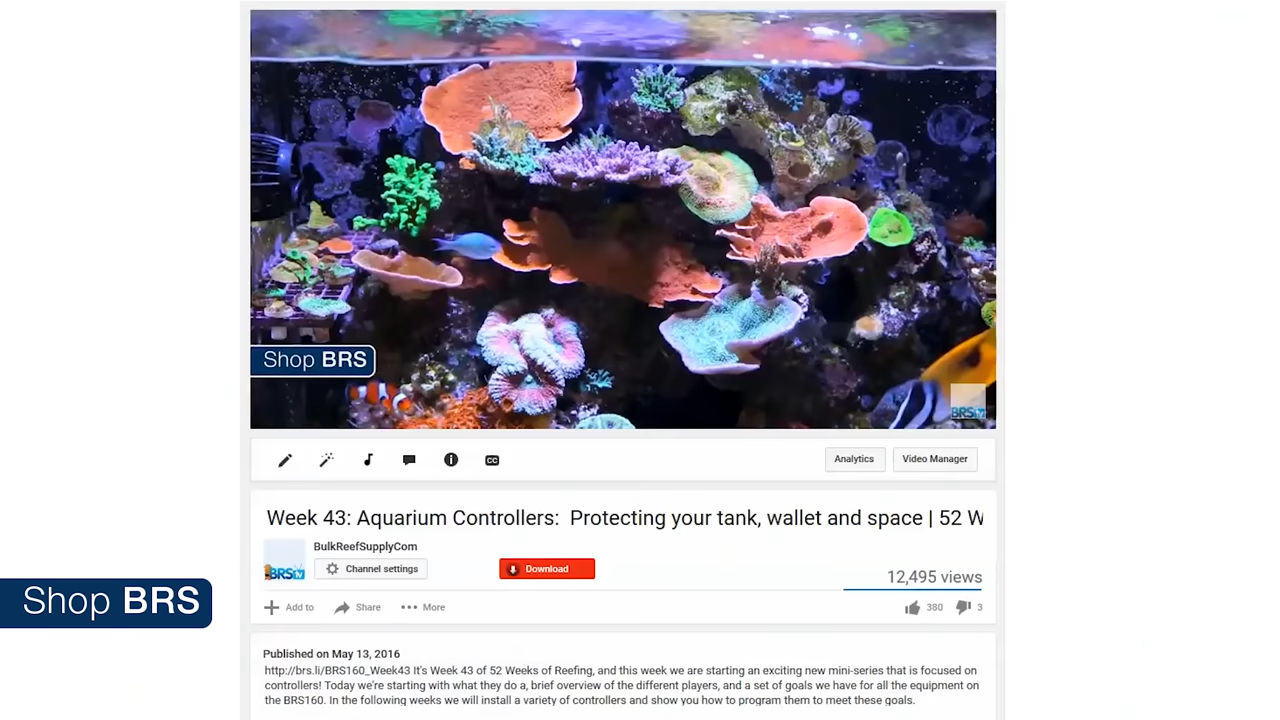 Shop BRS
BRStv
Analytics
Video Manager
Week 43: Aquarium Controllers: Protecting your tank, wallet and space | 52 W
BulkReefSupplyCom
BRStv
Channel settings
Download
12,495 views
Shop BRS
Add to
Share
More
380
3
Published on May 13, 2016
http://brs.li/BRS160_Week43 It's Week 43 of 52 Weeks of Reefing, and this week we are starting an exciting new mini-series that is focused on
controllers! Today we're starting with what they do a, brief overview of the different players, and a set of goals we have for all the equipment on
the BRS160. In the following weeks we will install a variety of controllers and show you how to program them to meet these goals.